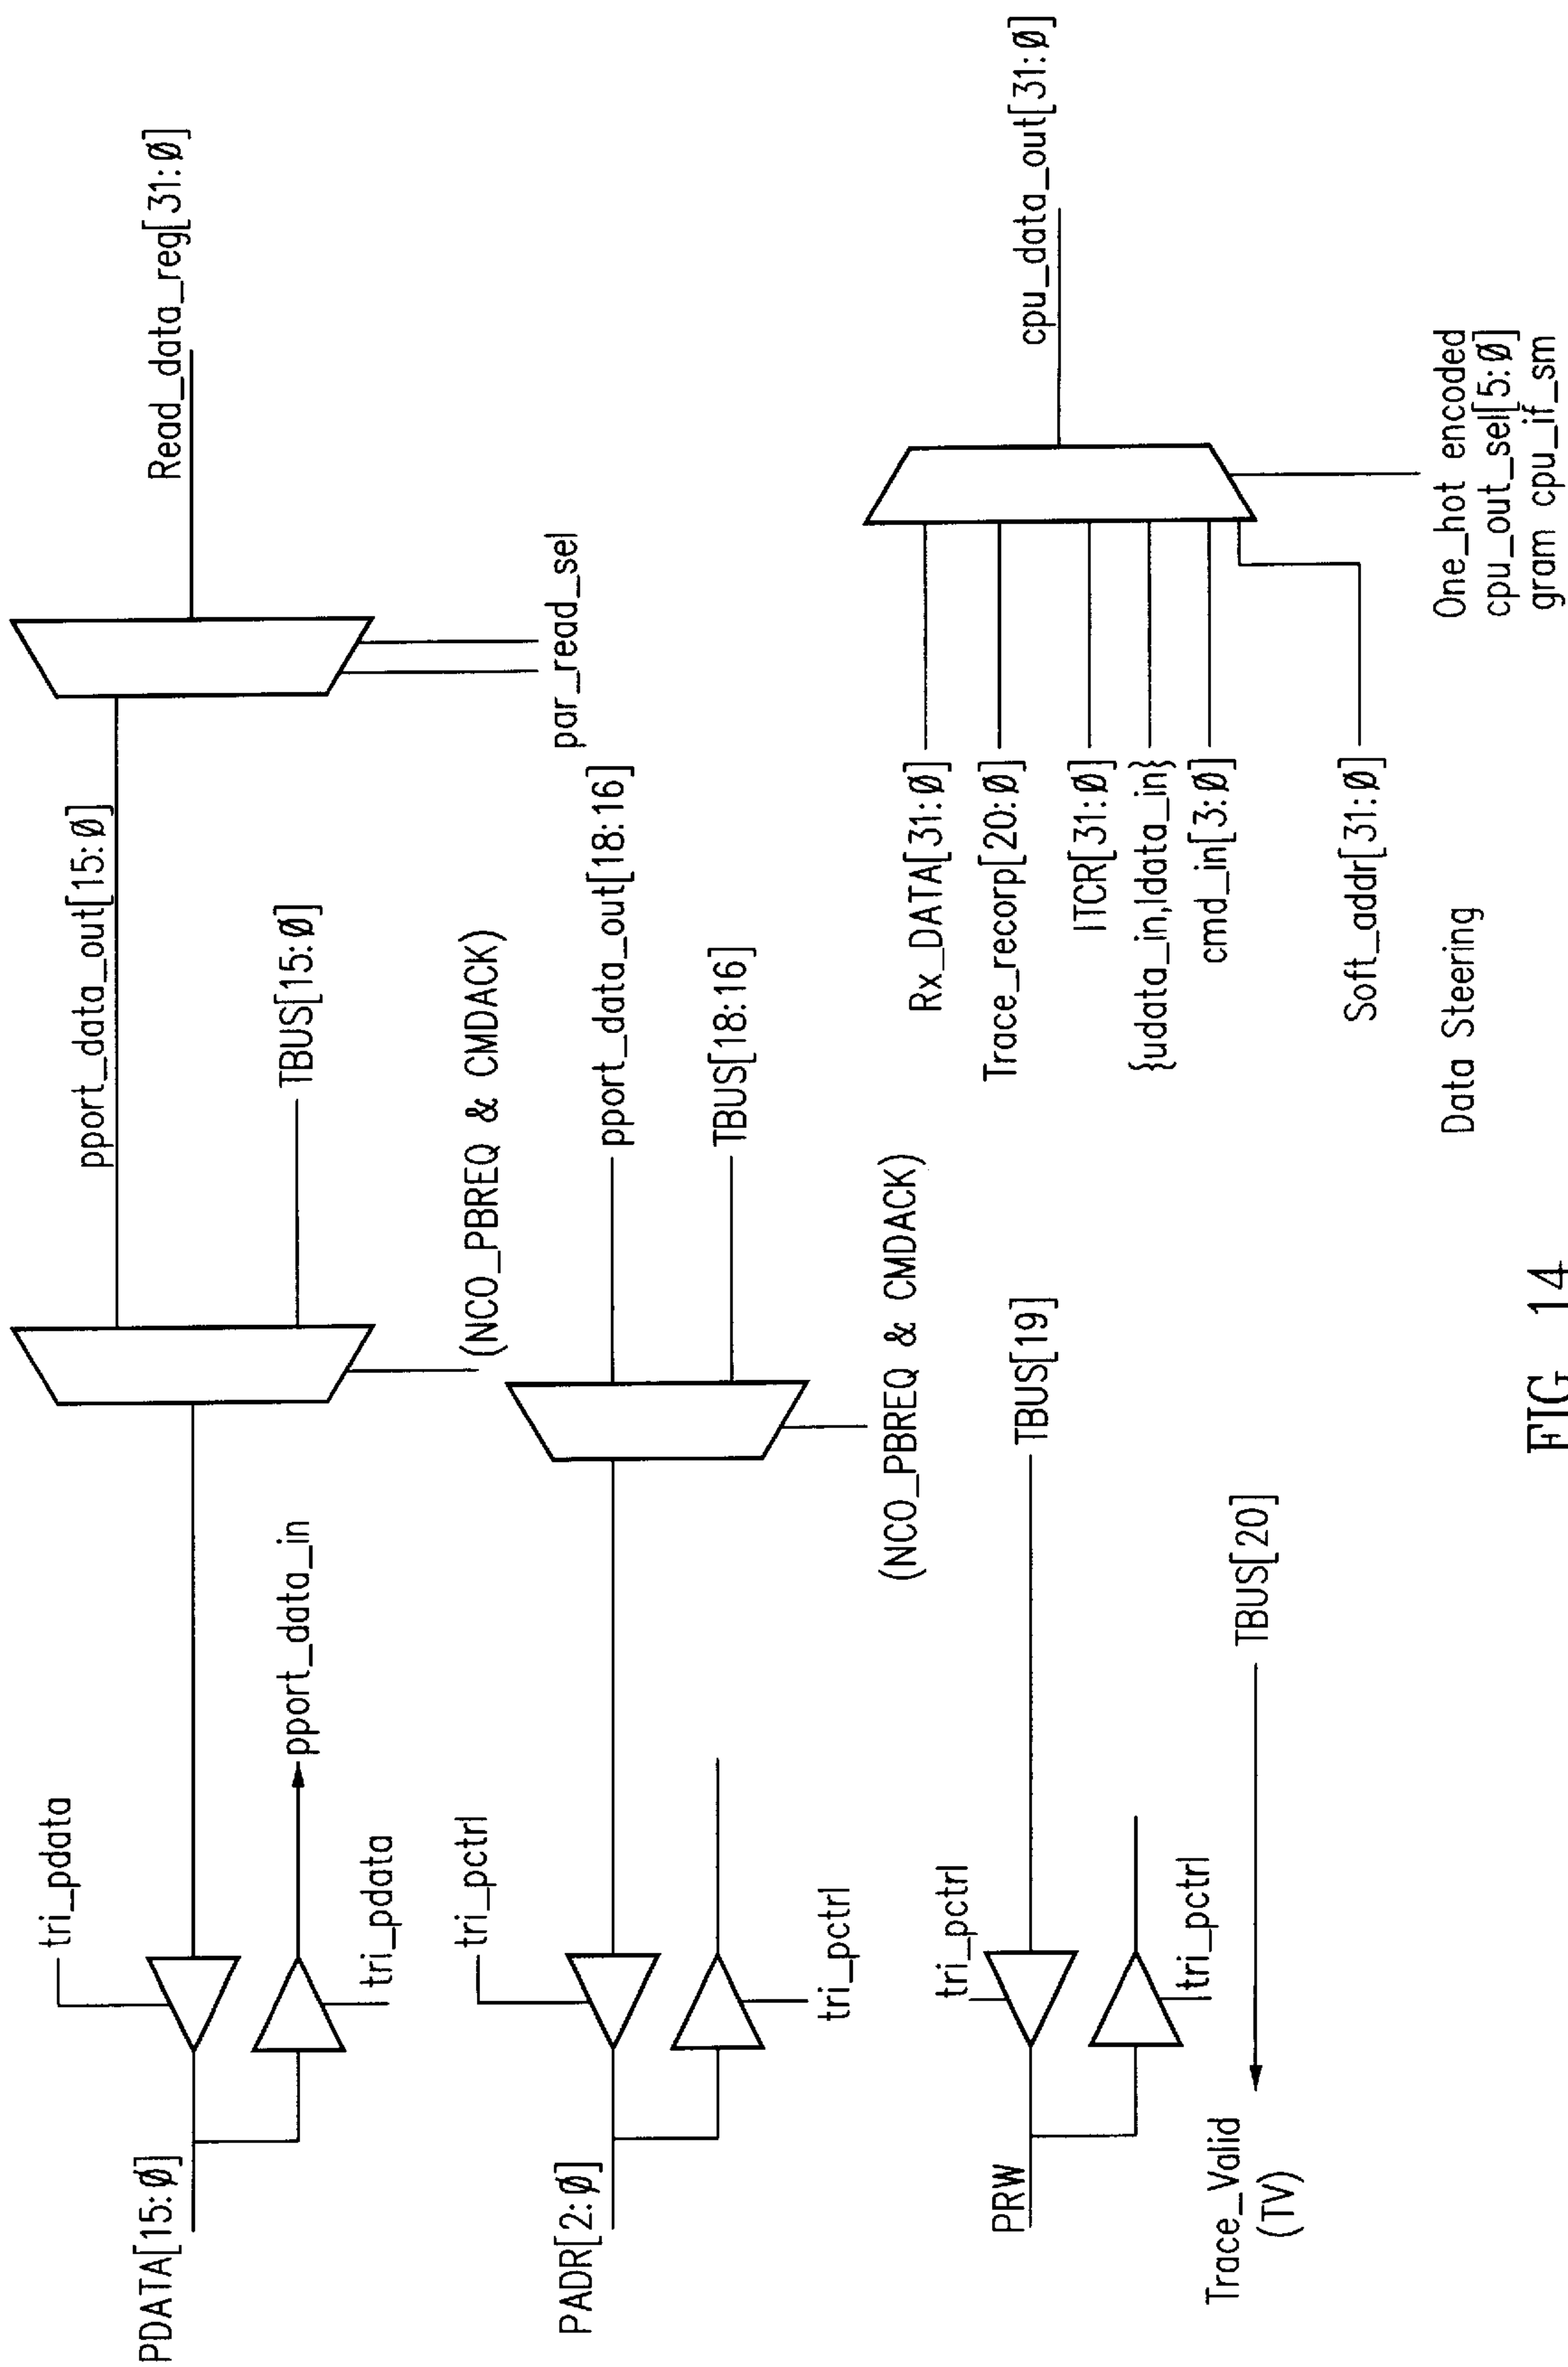 PDATA[15:Ø]
tri_pdata
tri_pdata
pport_data_in
pport_data_out[15:Ø]
TBUS[15:Ø]
(NCO_PBREQ & CMDACK)
par_read_sel
Read_data_reg[31:Ø]
PADR[2:Ø]
tri_pctrl
tri_pctrl
pport_data_out[18:16]
TBUS[18:16]
(NCO_PBREQ & CMDACK)
PRW
tri_pctrl
tri_pctrl
TBUS[19]
Trace_Valid
(TV)
TBUS[20]
Rx_DATA[31:Ø]
Trace_recorp[20:Ø]
ITCR[31:Ø]
{udata_in,ldata_in}
cmd_in[3:Ø]
Soft_addr[31:Ø]
cpu_data_out[31:Ø]
One_hot encoded
cpu_out_sel[5:Ø]
gram cpu_if_sm
Data Steering
FIG. 14